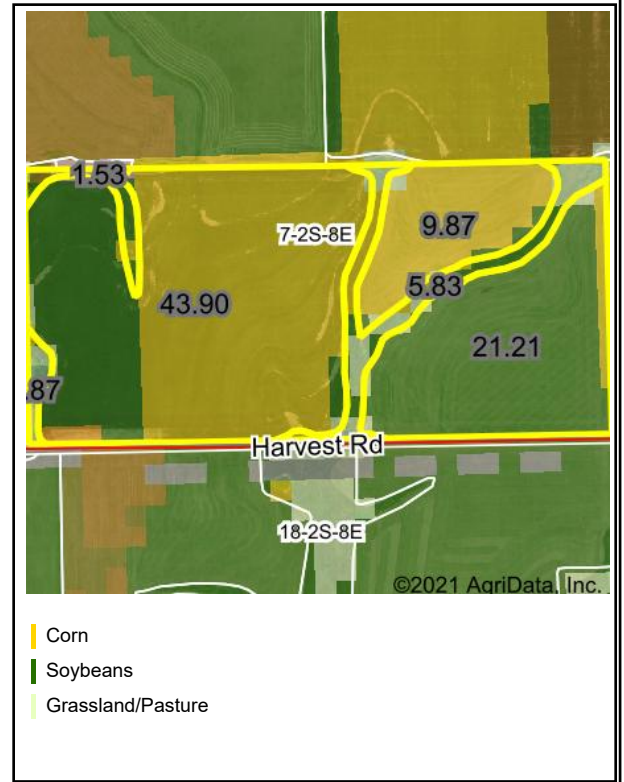 1.53
7-2S-8E
9.87
43.90
5.83
21.21
.87
Harvest Rd
18-2S-8E
©2021 AgriData, Inc.
Corn
Soybeans
Grassland/Pasture